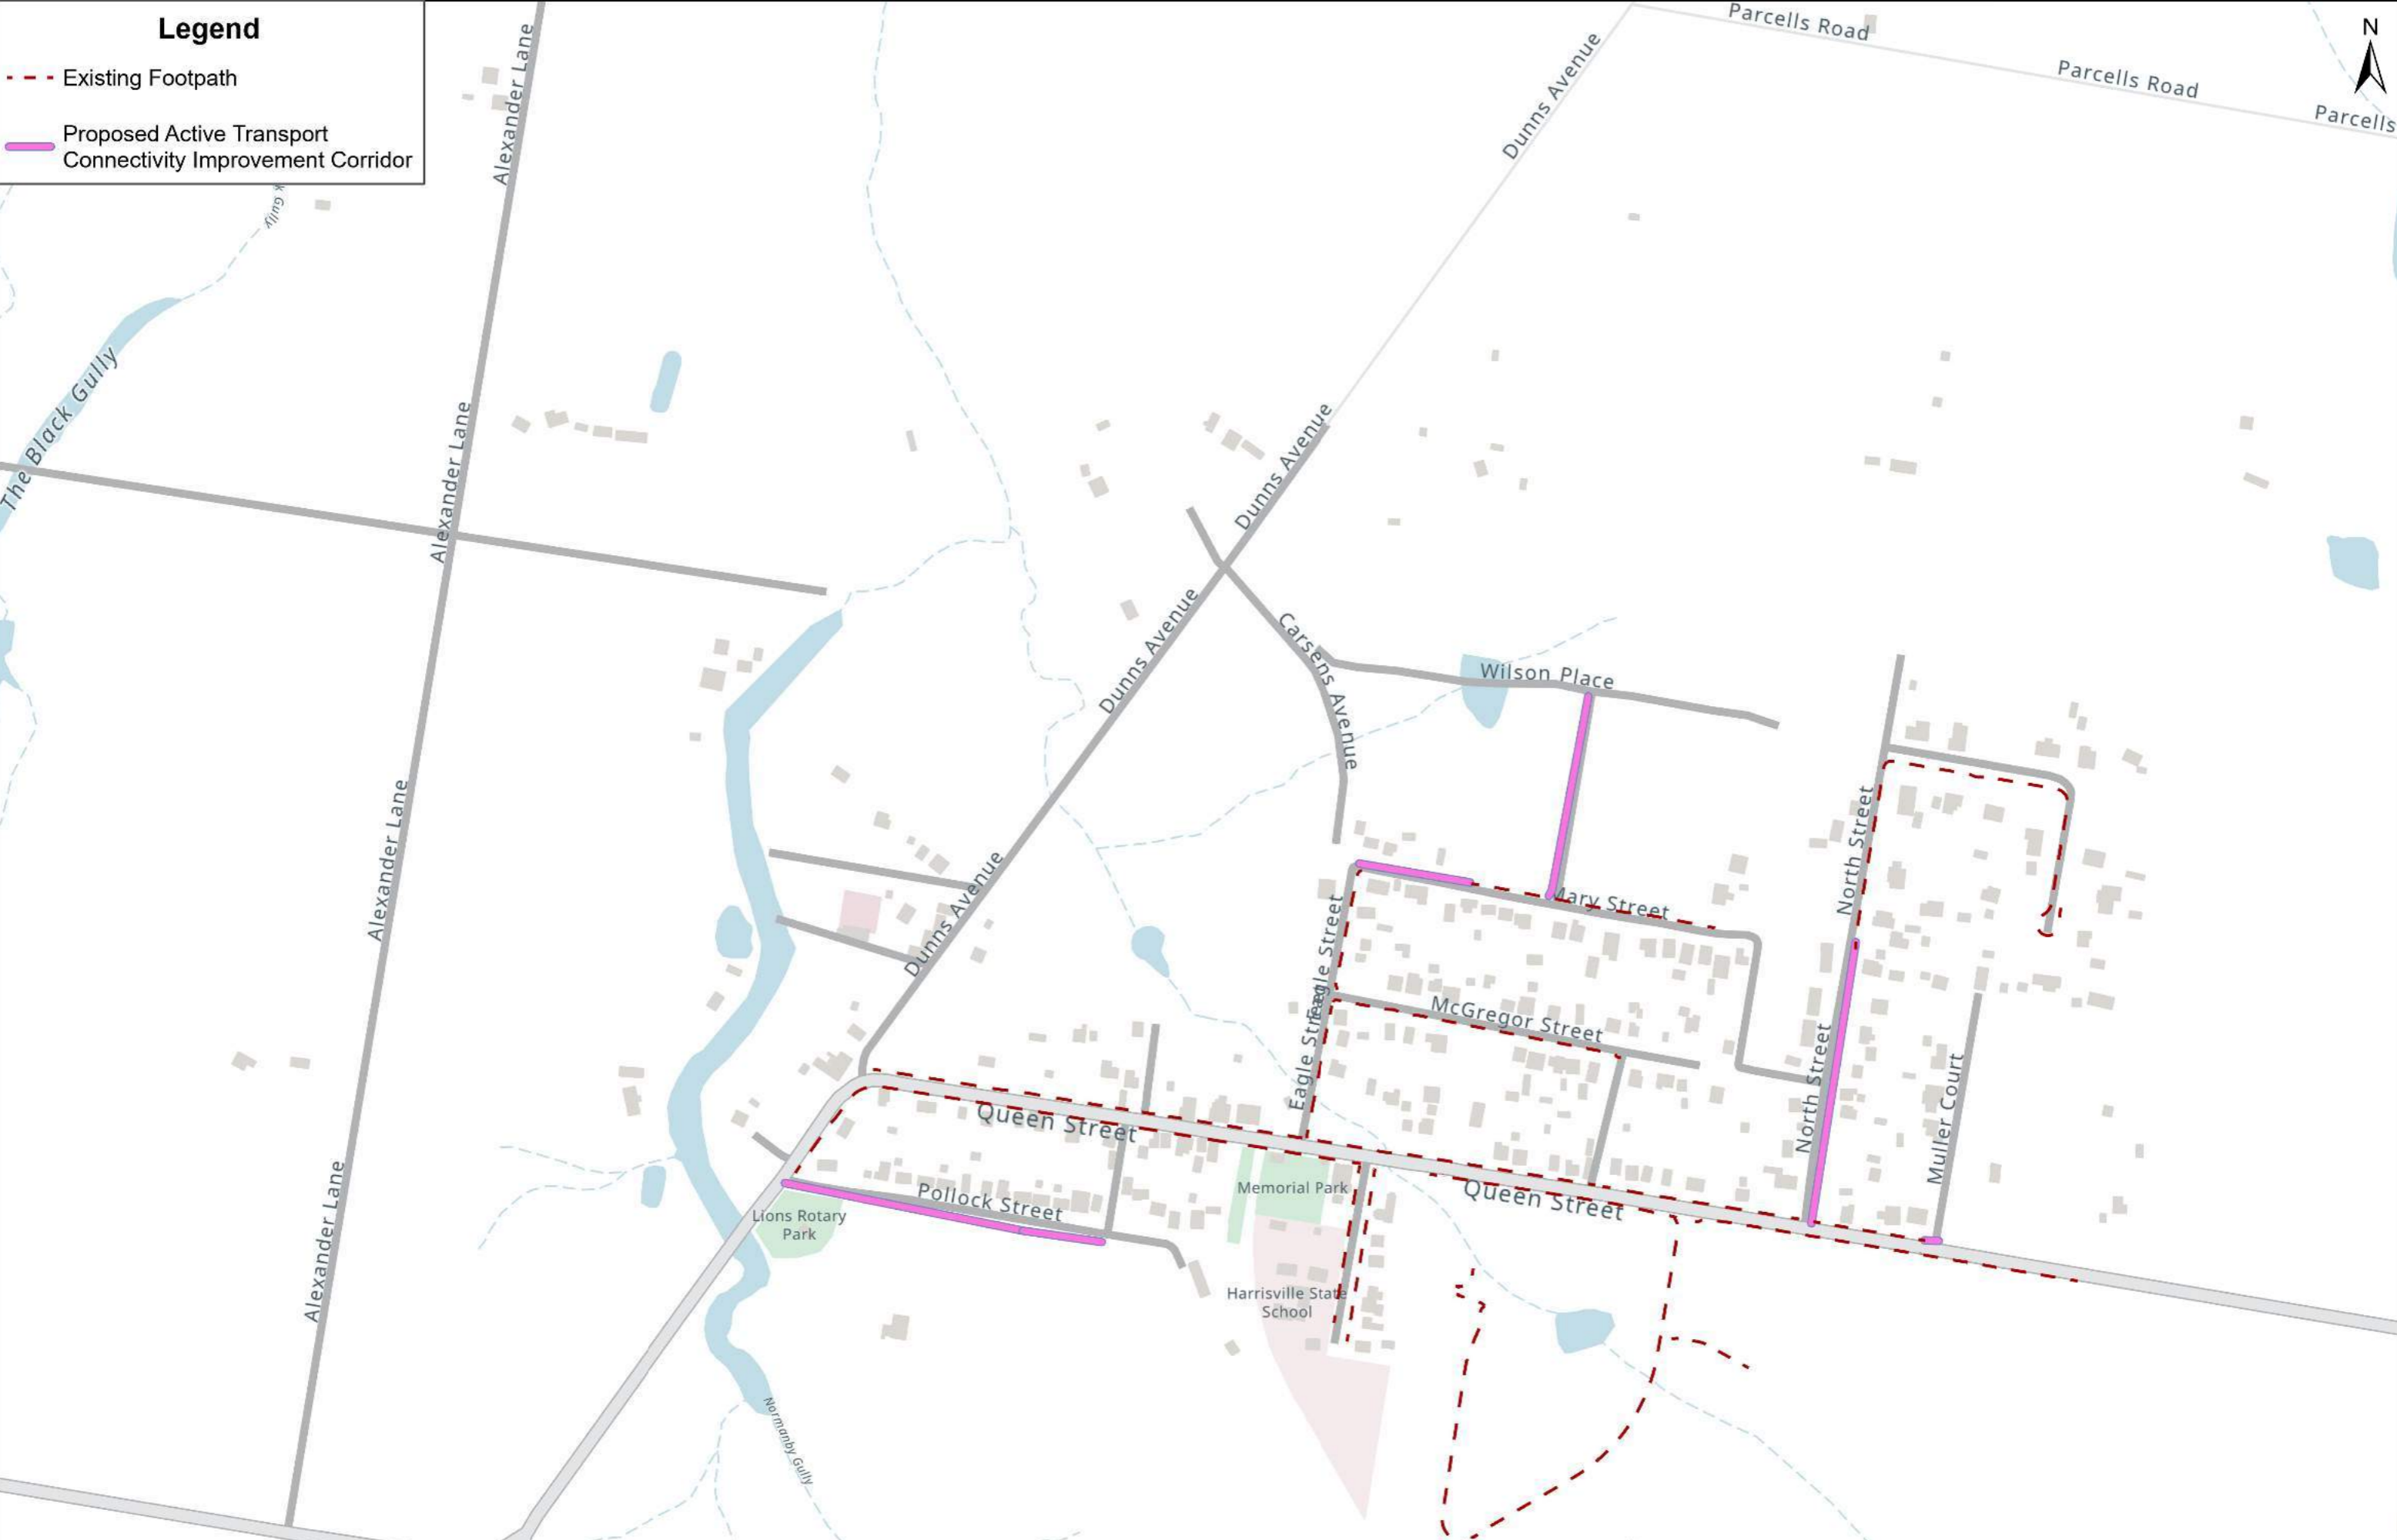 Legend
Existing Footpath
Proposed Active Transport
Connectivity Improvement Corridor
N
Parcells Road
Parcells Road
Parcells
Dunns Avenue
Alexander Lane
Gully
The Black Gully
Alexander Lane
Dunns Avenue
Dunns Avenue
Carsens Avenue
Wilson Place
Alexander Lane
Dunns Avenue
North Street
Mary Street
Eagle Street
McGregor Street
Eagle Street
North Street
Muller Court
Queen Street
Queen Street
Pollock Street
Memorial Park
Lions Rotary
Park
Alexander Lane
Harrisville State
School
Normanby Gully